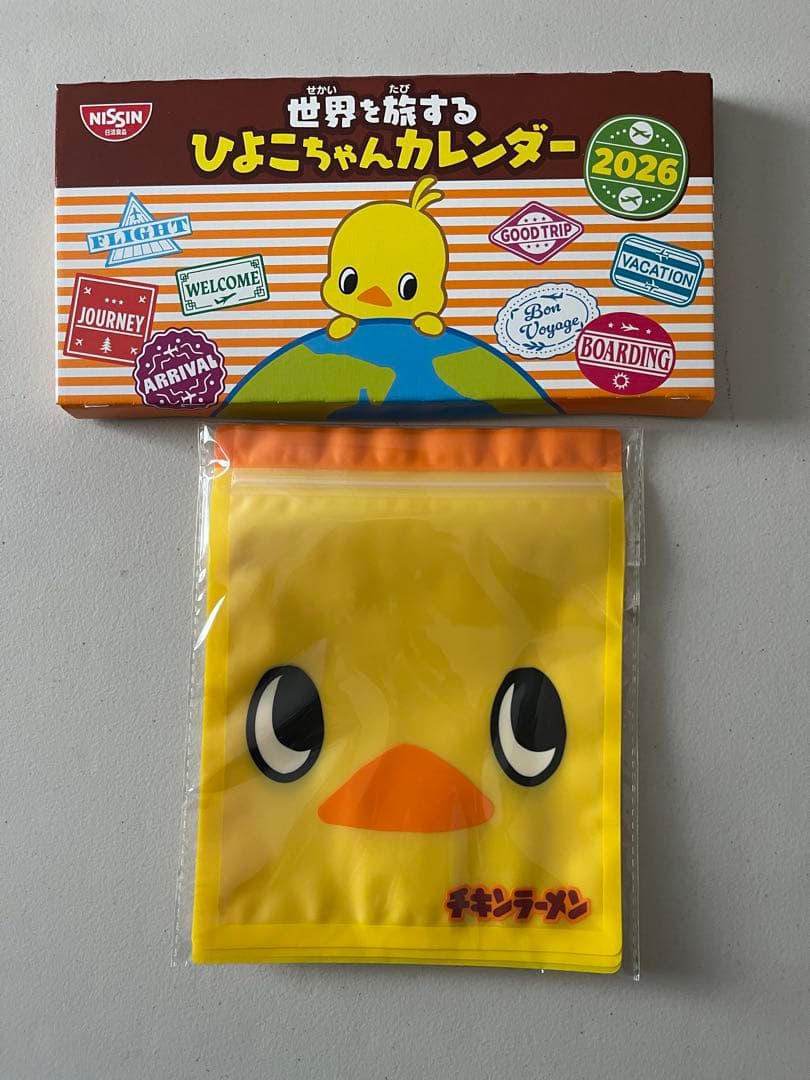 NISSIN
日清食品
せかい たび
世界を旅する
ひよこちゃんカレンダー
2026
FLIGHT
GOOD TRIP
WELCOME
VACATION
JOURNEY
Bon
Voyage
ARRIVAL
BOARDING
チキンラーメン